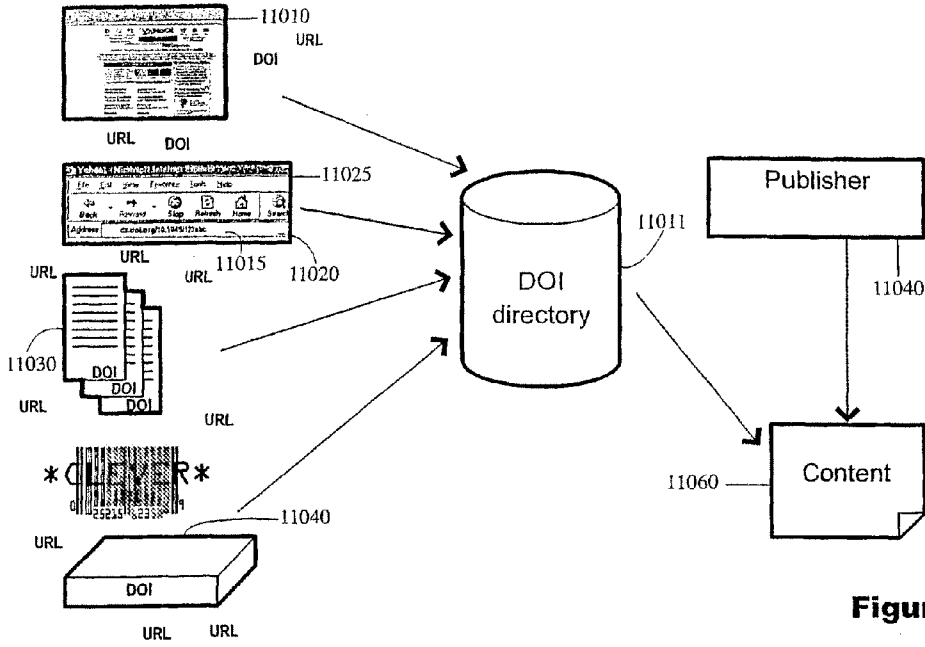 11010
URL
DOI
URL DOI
11025
File Edit View Favorites Tools Help
Back Forward Stop Refresh Home Search
Address
URL
URL 11015 11020
11011
DOI
directory
Publisher
11040
URL
11030
DOI
DOI
DOI
URL
URL
*CLEVER*
11040
URL
DOI
URL URL
11060
Content
Figur